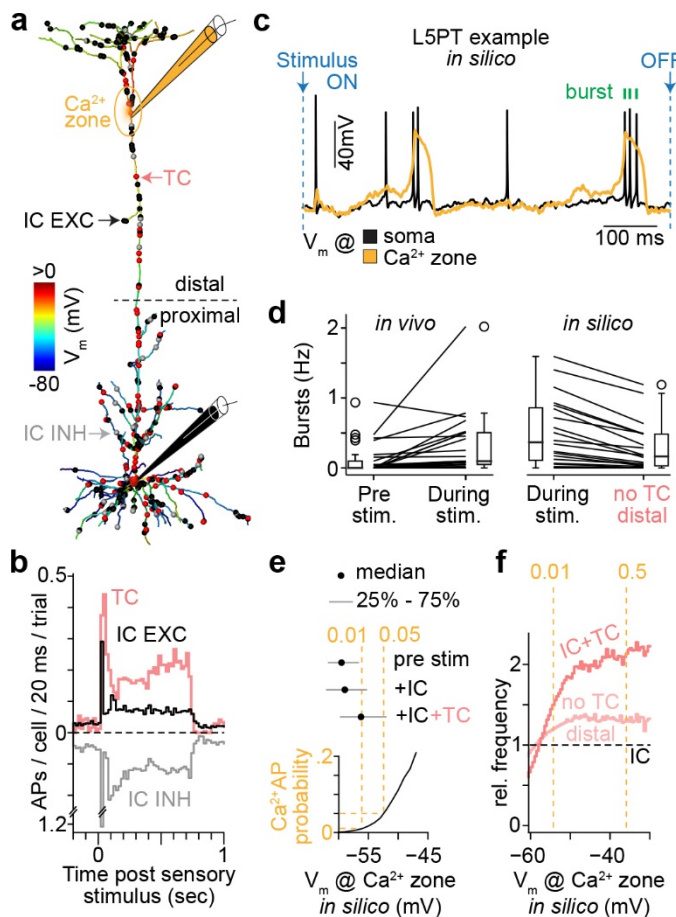 a
Ca2+
zone
TC
IC EXC
distal
proximal
>0
Vm (mV)
-80
IC INH
b
0.5
TC
IC EXC
0
IC INH
1.2
APs / cell / 20 ms / trial
0
1
Time post sensory
stimulus (sec)
c
L5PT example
in silico
Stimulus
ON
OFF
burst
40mV
Vm @
soma
Ca2+ zone
100 ms
d
in vivo
in silico
Bursts (Hz)
2
1
0
Pre
stim.
During
stim.
During
stim.
no TC
distal
e
median
25% - 75%
0.01
0.05
pre stim
+IC
+IC+TC
Ca2+AP
probability
.2
0
−55
−45
Vm @ Ca2+ zone
in silico (mV)
f
0.01
0.5
IC+TC
no TC
distal
IC
rel. frequency
2
1
0
−60
−40
Vm @ Ca2+ zone
in silico (mV)